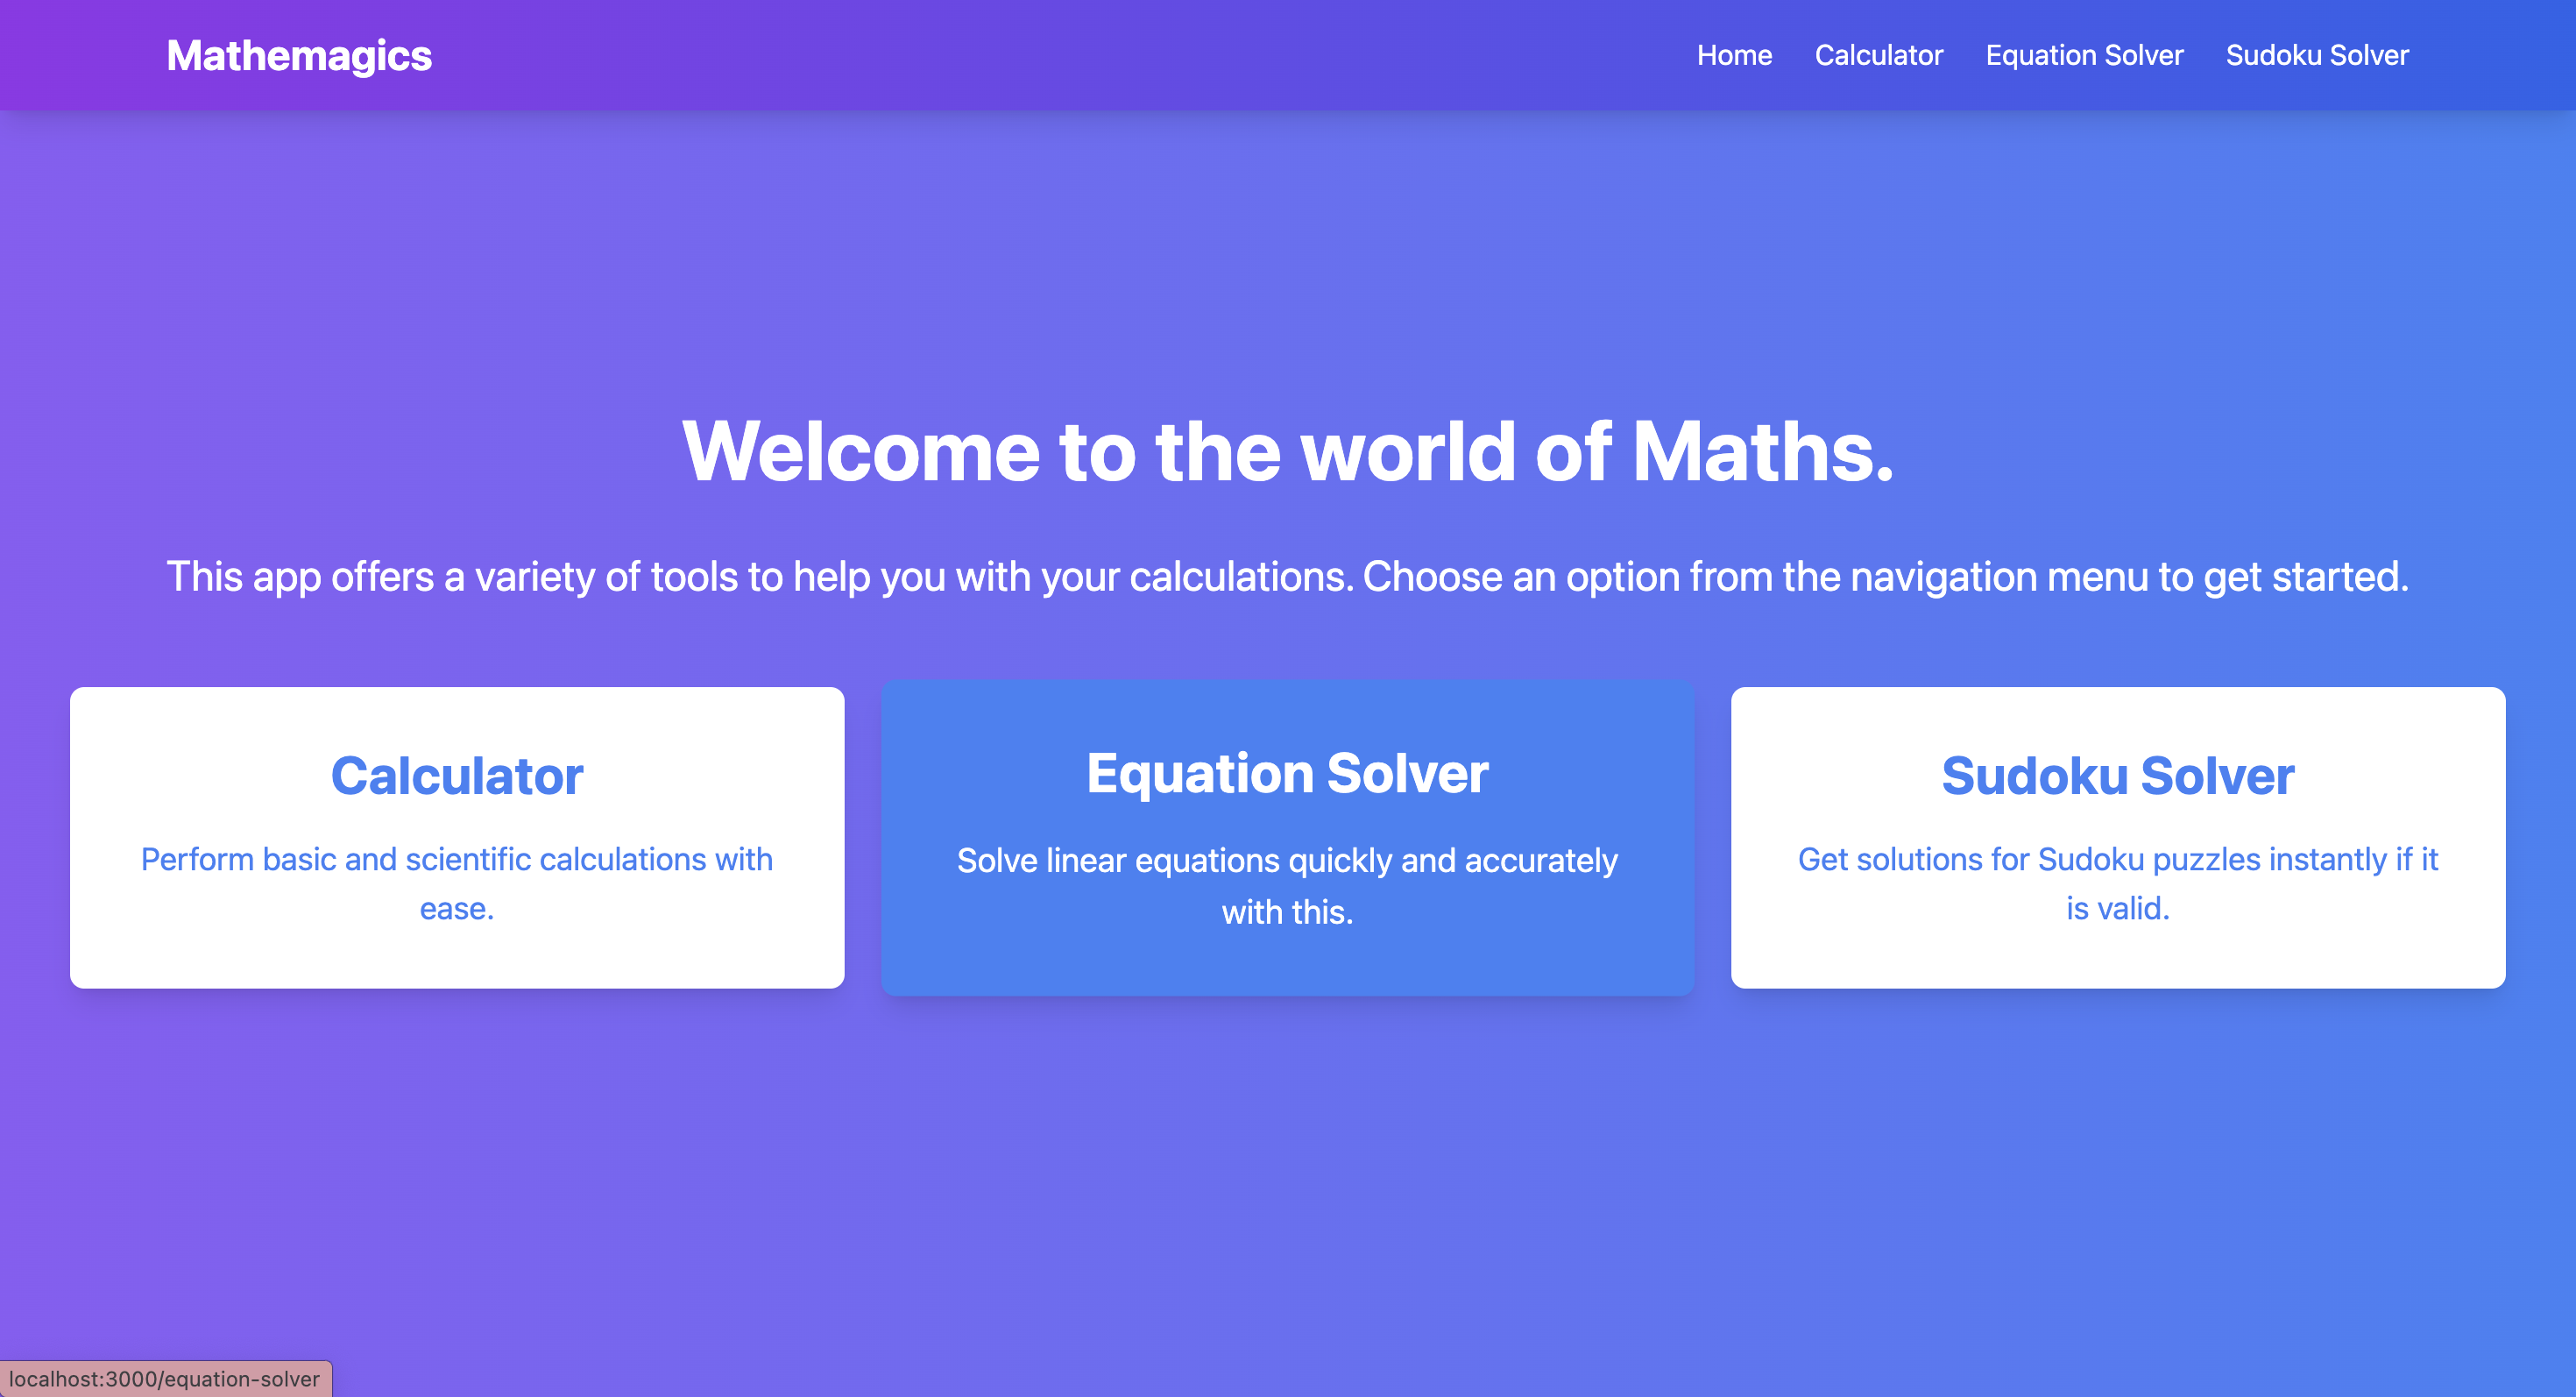 Mathemagics
Home Calculator Equation Solver Sudoku Solver
Welcome to the world of Maths.
This app offers a variety of tools to help you with your calculations. Choose an option from the navigation menu to get started.
Calculator
Perform basic and scientific calculations with
ease.
Equation Solver
Solve linear equations quickly and accurately
with this.
Sudoku Solver
Get solutions for Sudoku puzzles instantly if it
is valid.
localhost:3000/equation-solver